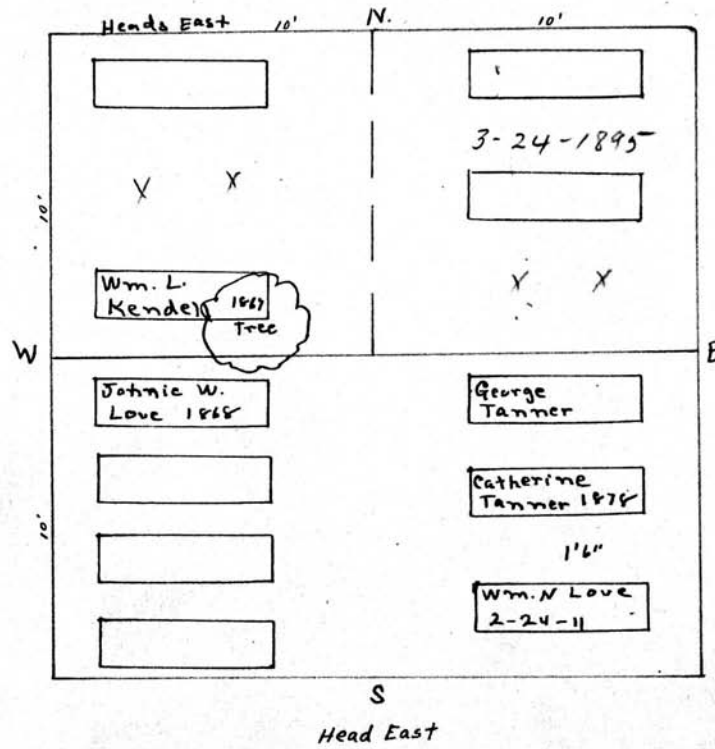 Heads East 10' N. 10'
3-24-1895
X X
10'
Wm. L.
Kendel 1867
Tree
X X
W E
Johnie W.
Love 1868
George
Tanner
Catherine
Tanner 1878
10'
1'6"
Wm. N Love
2-24-11
S
Head East